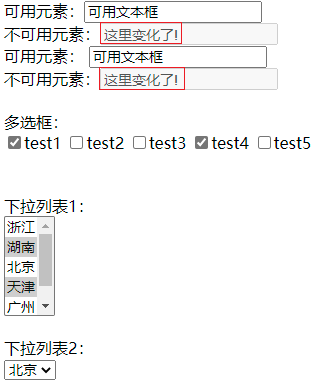 可用元素：可用文本框
不可用元素：这里变化了!
可用元素：可用文本框
不可用元素：这里变化了!
多选框：
test1 test2 test3 test4 test5
下拉列表1：
浙江
湖南
北京
天津
广州
下拉列表2：
北京